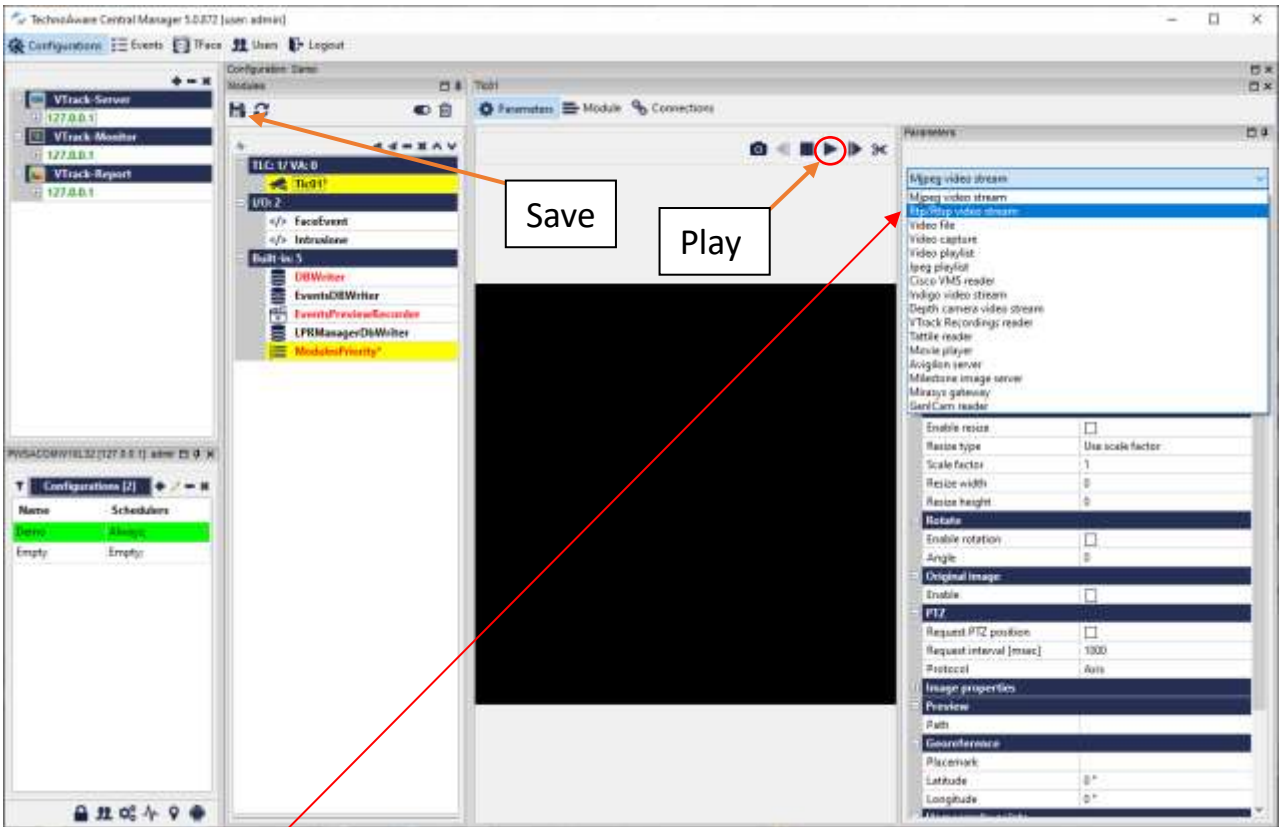 TechnoAware Central Manager 5.0.872 [user: admin]
Configurations Events TFace Users Logout
VTrack-Server
127.0.0.1
VTrack-Monitor
127.0.0.1
VTrack-Report
127.0.0.1
PWSACOMW10L32 [127.0.0.1] admin
Configurations [2]
Name Schedulers
Demo Always;
Empty Empty;
Configuration: Demo
Modules
TLC: 1/ VA: 0
Tlc01*
I/O: 2
FaceEvent
Intrusione
Built-in: 5
DBWriter
EventsDBWriter
EventsPreviewRecorder
LPRManagerDbWriter
ModulesPriority*
Save
Tlc01
Parameters Module Connections
Play
Parameters
Mjpeg video stream
Mjpeg video stream
Rtp/Rtsp video stream
Video file
Video capture
Video playlist
Jpeg playlist
Cisco VMS reader
Indigo video stream
Depth camera video stream
VTrack Recordings reader
Tattile reader
Movie player
Avigilon server
Milestone image server
Mirasys gateway
GenICam reader
Enable resize
Resize type Use scale factor
Scale factor 1
Resize width 0
Resize height 0
Rotate
Enable rotation
Angle 0
Original image
Enable
PTZ
Request PTZ position
Request interval [msec] 1000
Protocol Axis
Image properties
Preview
Path
Georeference
Placemark
Latitude 0 °
Longitude 0 °